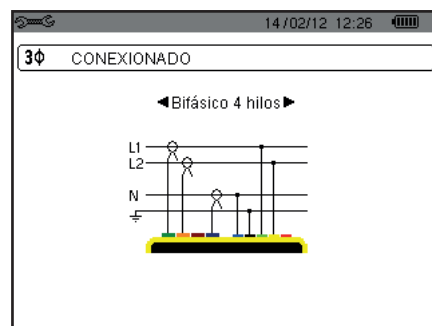 14/02/12 12:26
3Φ CONEXIONADO
◄Bifásico 4 hilos►
L1
L2
N